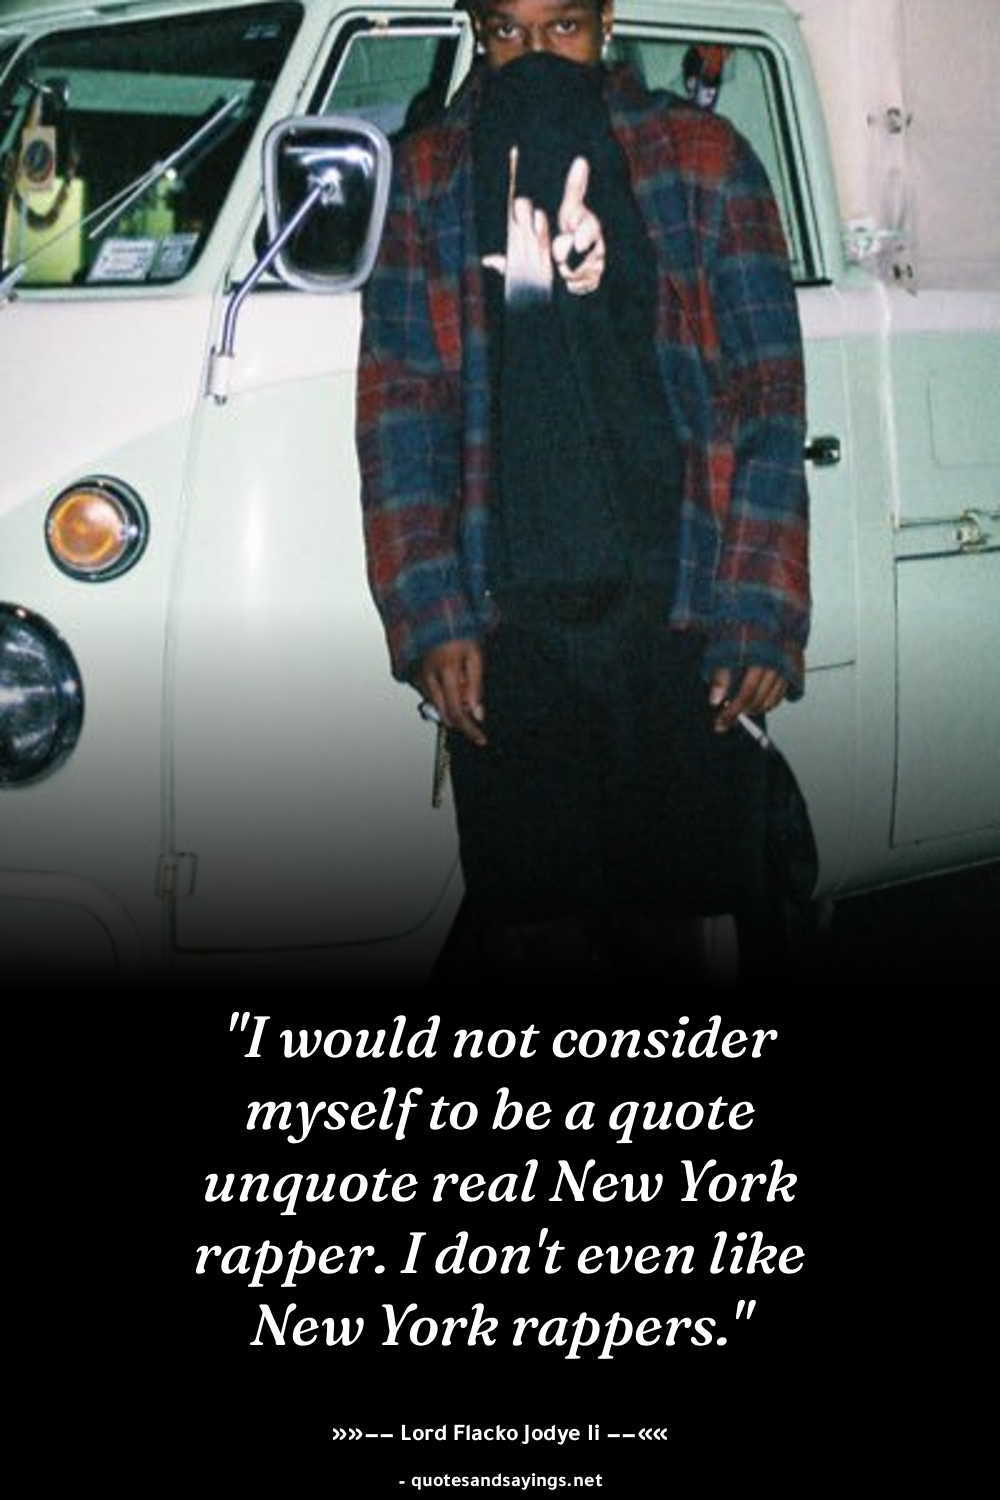 "I would not consider
myself to be a quote
unquote real New York
rapper. I don't even like
New York rappers."
»»–– Lord Flacko Jodye Ii ––««
- quotesandsayings.net